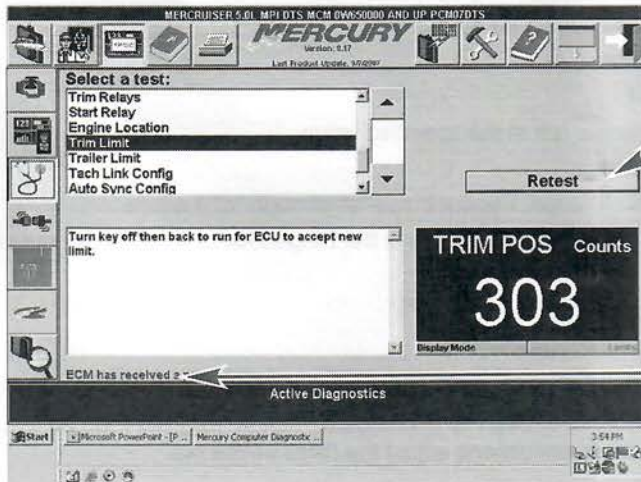 MERCRUISER 5.0L MPI DTS MCM 0W650000 AND UP PCM07DTS
MERCURY
Version: 8.17
Last Product Update, 9/7/2007
Select a test:
Trim Relays
Start Relay
Engine Location
Trim Limit
Trailer Limit
Tach Link Config
Auto Sync Config
Retest
Turn key off then back to run for ECU to accept new
limit.
TRIM POS Counts
303
Display Mode
ECM has received a
Active Diagnostics
Start
Microsoft PowerPoint - [P...
Mercury Computer Diagnostic ...
3:54 PM